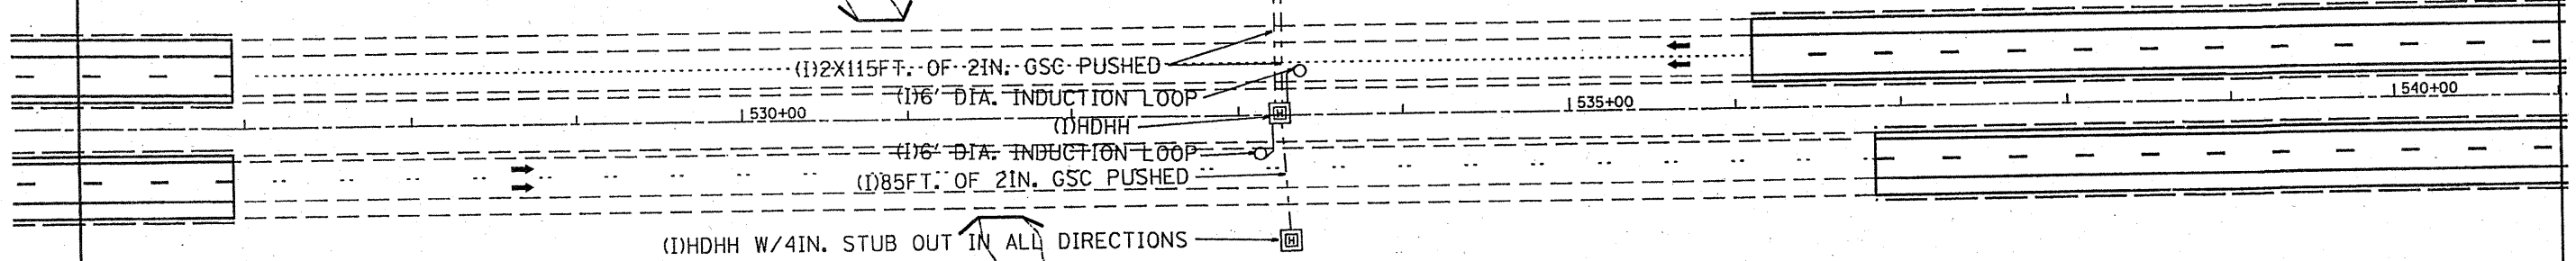 (I)2X115FT. OF 2IN. GSC PUSHED
(I)6' DIA. INDUCTION LOOP
530+00
535+00
540+00
(I)HDHH
H
(I)6' DIA. INDUCTION LOOP
(I)85FT. OF 2IN. GSC PUSHED
(I)HDHH W/4IN. STUB OUT IN ALL DIRECTIONS
H